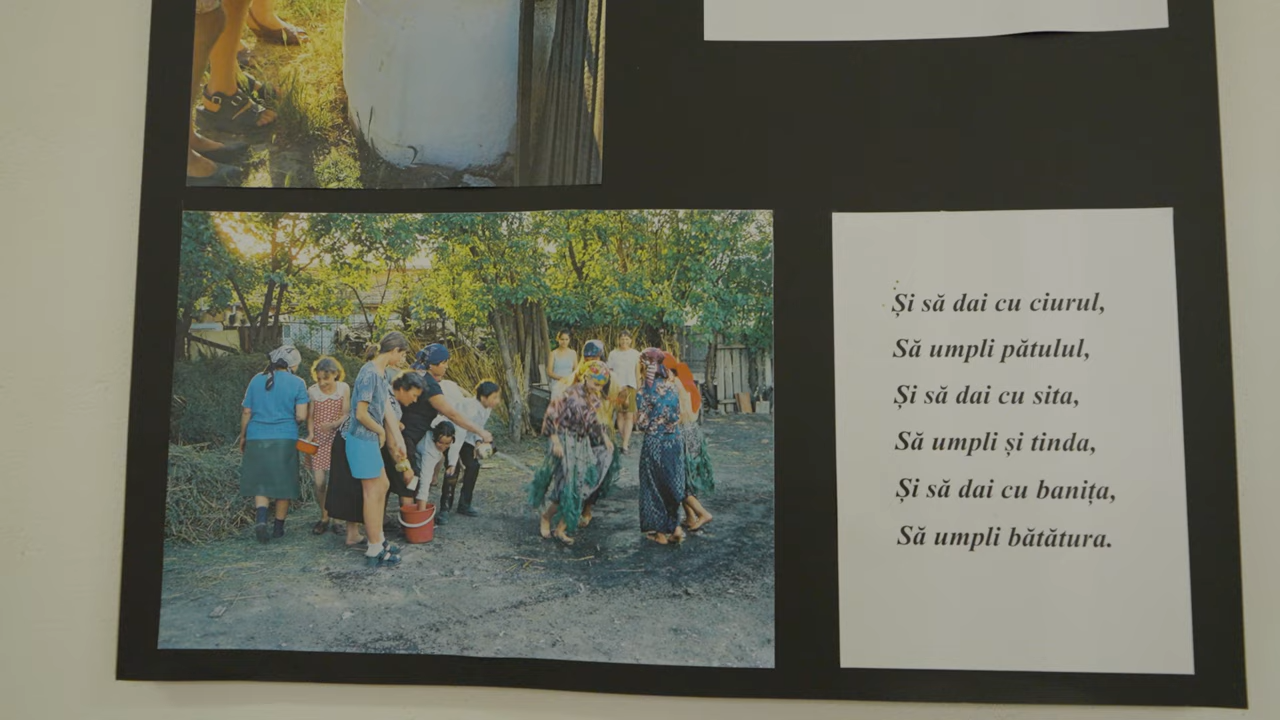 Și să dai cu ciurul,
Să umpli pătulul,
Și să dai cu sita,
Să umpli și tinda,
Și să dai cu banița,
Să umpli bătătura.